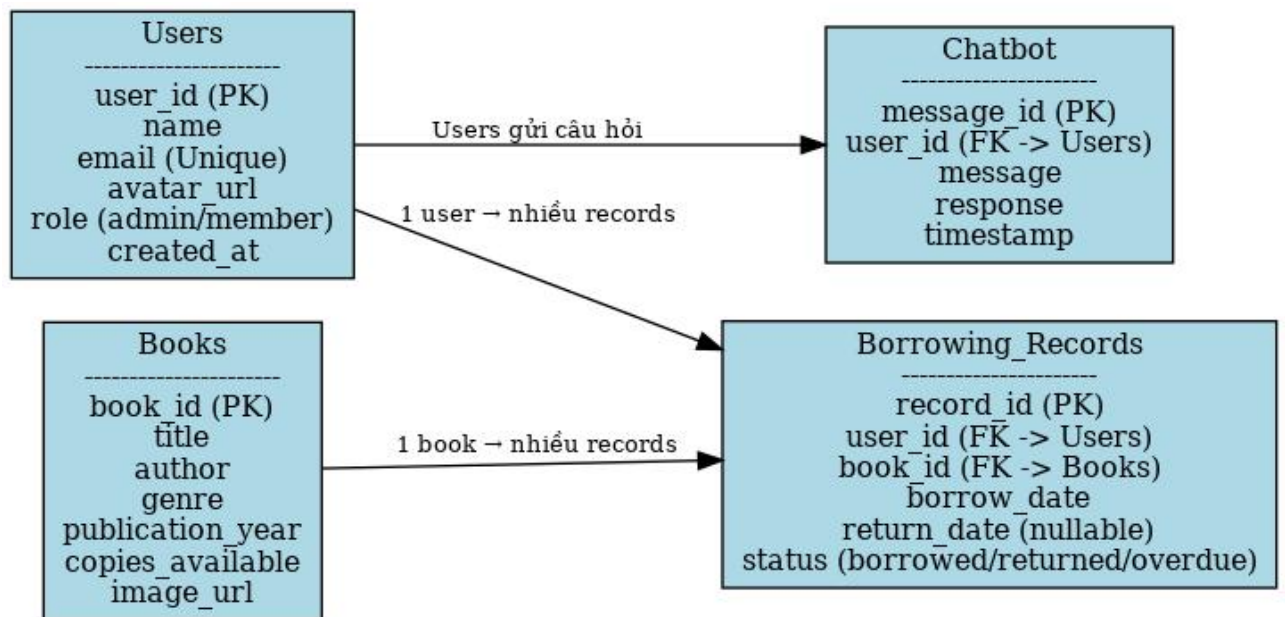 Users
----------------------
user_id (PK)
name
email (Unique)
avatar_url
role (admin/member)
created_at
Users gửi câu hỏi
1 user → nhiều records
Chatbot
----------------------
message_id (PK)
user_id (FK -> Users)
message
response
timestamp
Books
----------------------
book_id (PK)
title
author
genre
publication_year
copies_available
image_url
1 book → nhiều records
Borrowing_Records
----------------------
record_id (PK)
user_id (FK -> Users)
book_id (FK -> Books)
borrow_date
return_date (nullable)
status (borrowed/returned/overdue)